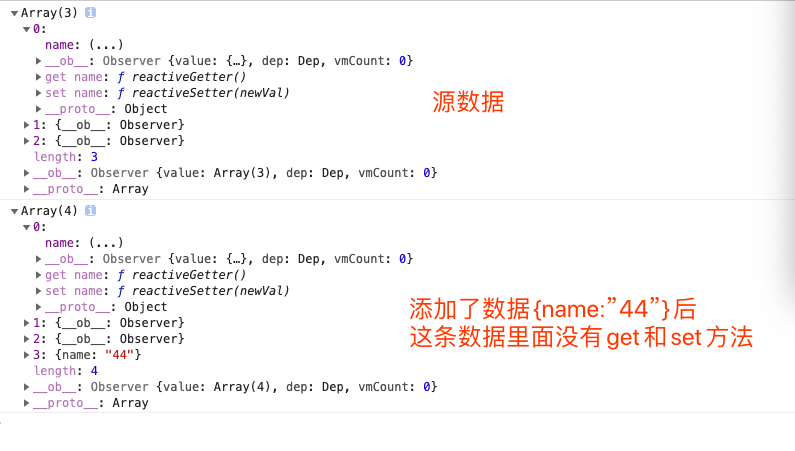 ▼Array(3) i
▼0:
name: (...)
▶__ob__: Observer {value: {…}, dep: Dep, vmCount: 0}
▶get name: ƒ reactiveGetter()
▶set name: ƒ reactiveSetter(newVal)
▶__proto__: Object
▶1: {__ob__: Observer}
▶2: {__ob__: Observer}
length: 3
▶__ob__: Observer {value: Array(3), dep: Dep, vmCount: 0}
▶__proto__: Array
源数据
▼Array(4) i
▼0:
name: (...)
▶__ob__: Observer {value: {…}, dep: Dep, vmCount: 0}
▶get name: ƒ reactiveGetter()
▶set name: ƒ reactiveSetter(newVal)
▶__proto__: Object
▶1: {__ob__: Observer}
▶2: {__ob__: Observer}
▶3: {name: "44"}
length: 4
▶__ob__: Observer {value: Array(4), dep: Dep, vmCount: 0}
▶__proto__: Array
添加了数据{name:”44”}后
这条数据里面没有get和set方法